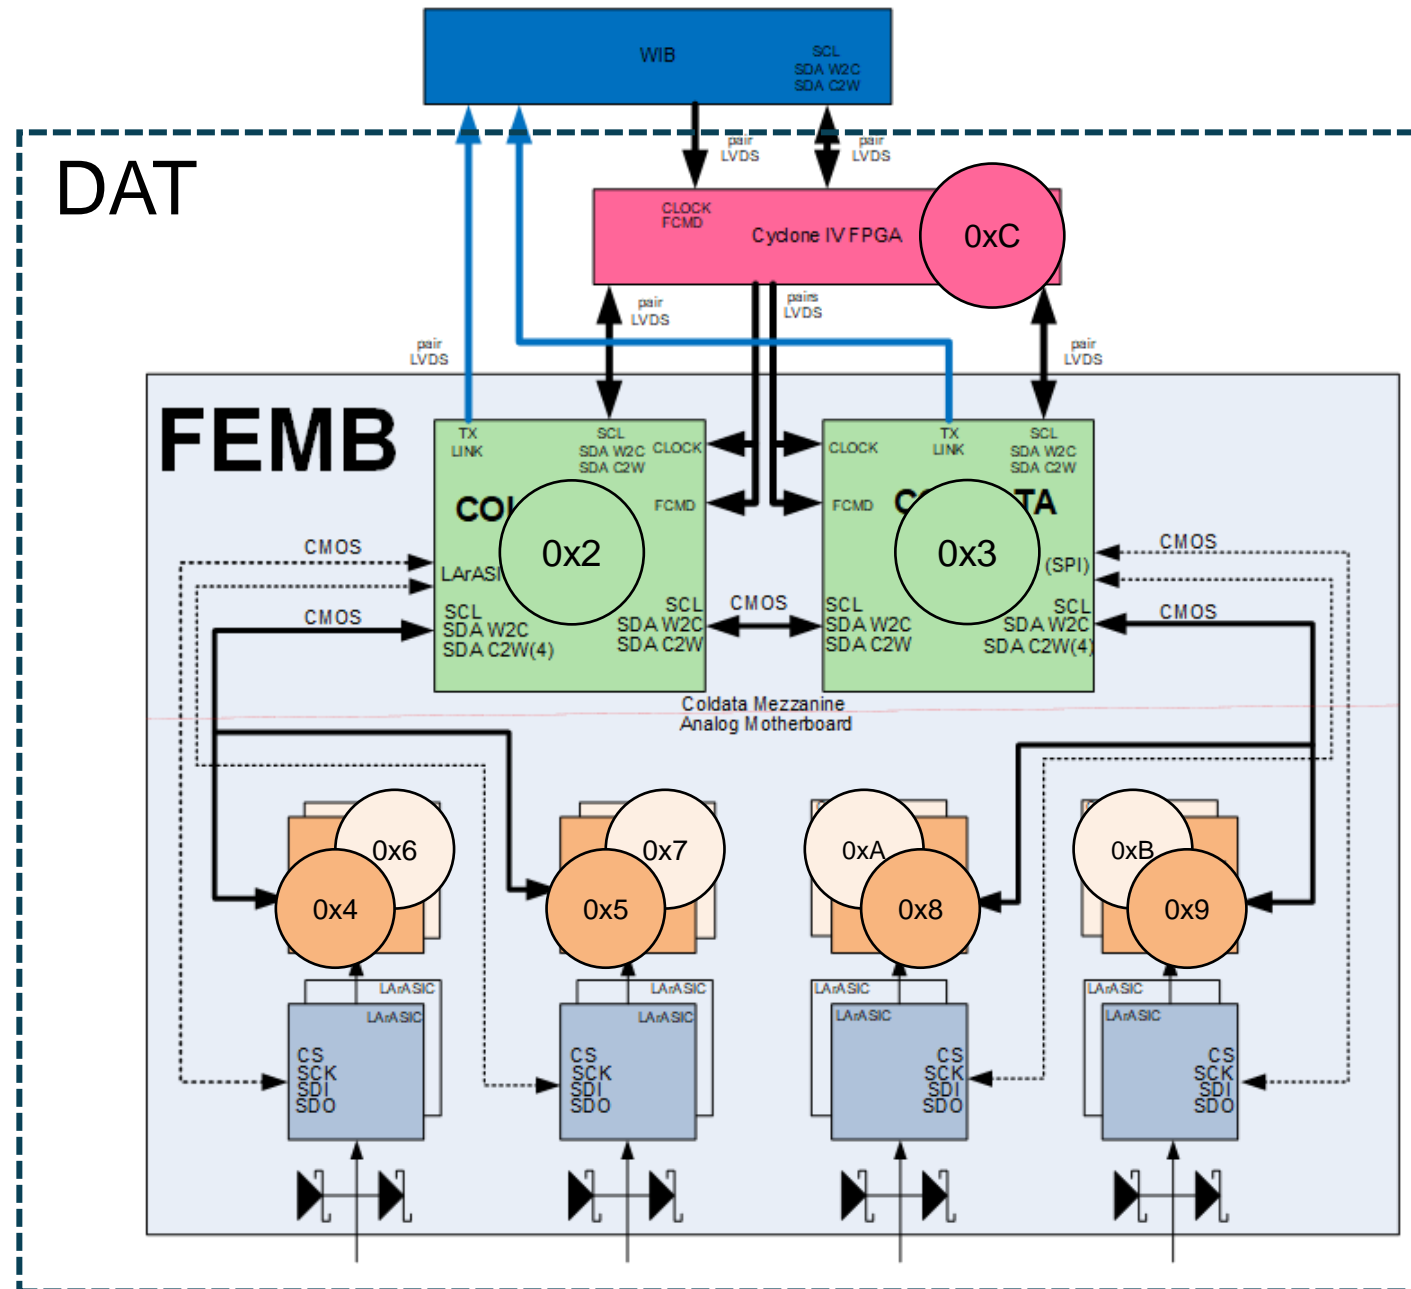 WIB
SCL
SDA W2C
SDA C2W
DAT
pair
LVDS
pair
LVDS
CLOCK
FCMD
Cyclone IV FPGA
0xC
pair
LVDS
pairs
LVDS
pair
LVDS
pair
LVDS
FEMB
TX
LINK
SCL
SDA W2C
SDA C2W
CLOCK
FCMD
0x2
SCL
SDA W2C
SDA C2W(4)
SCL
SDA W2C
SDA C2W
CMOS
CLOCK
FCMD
TX
LINK
SCL
SDA W2C
SDA C2W
0x3
(SPI)
SCL
SDA W2C
SDA C2W
SCL
SDA W2C
SDA C2W(4)
CMOS
CMOS
CMOS
CMOS
Coldata Mezzanine
Analog Motherboard
0x6
0x4
0x7
0x5
0xA
0x8
0xB
0x9
LArASIC
LArASIC
CS
SCK
SDI
SDO
LArASIC
LArASIC
CS
SCK
SDI
SDO
LArASIC
LArASIC
CS
SCK
SDI
SDO
LArASIC
LArASIC
CS
SCK
SDI
SDO